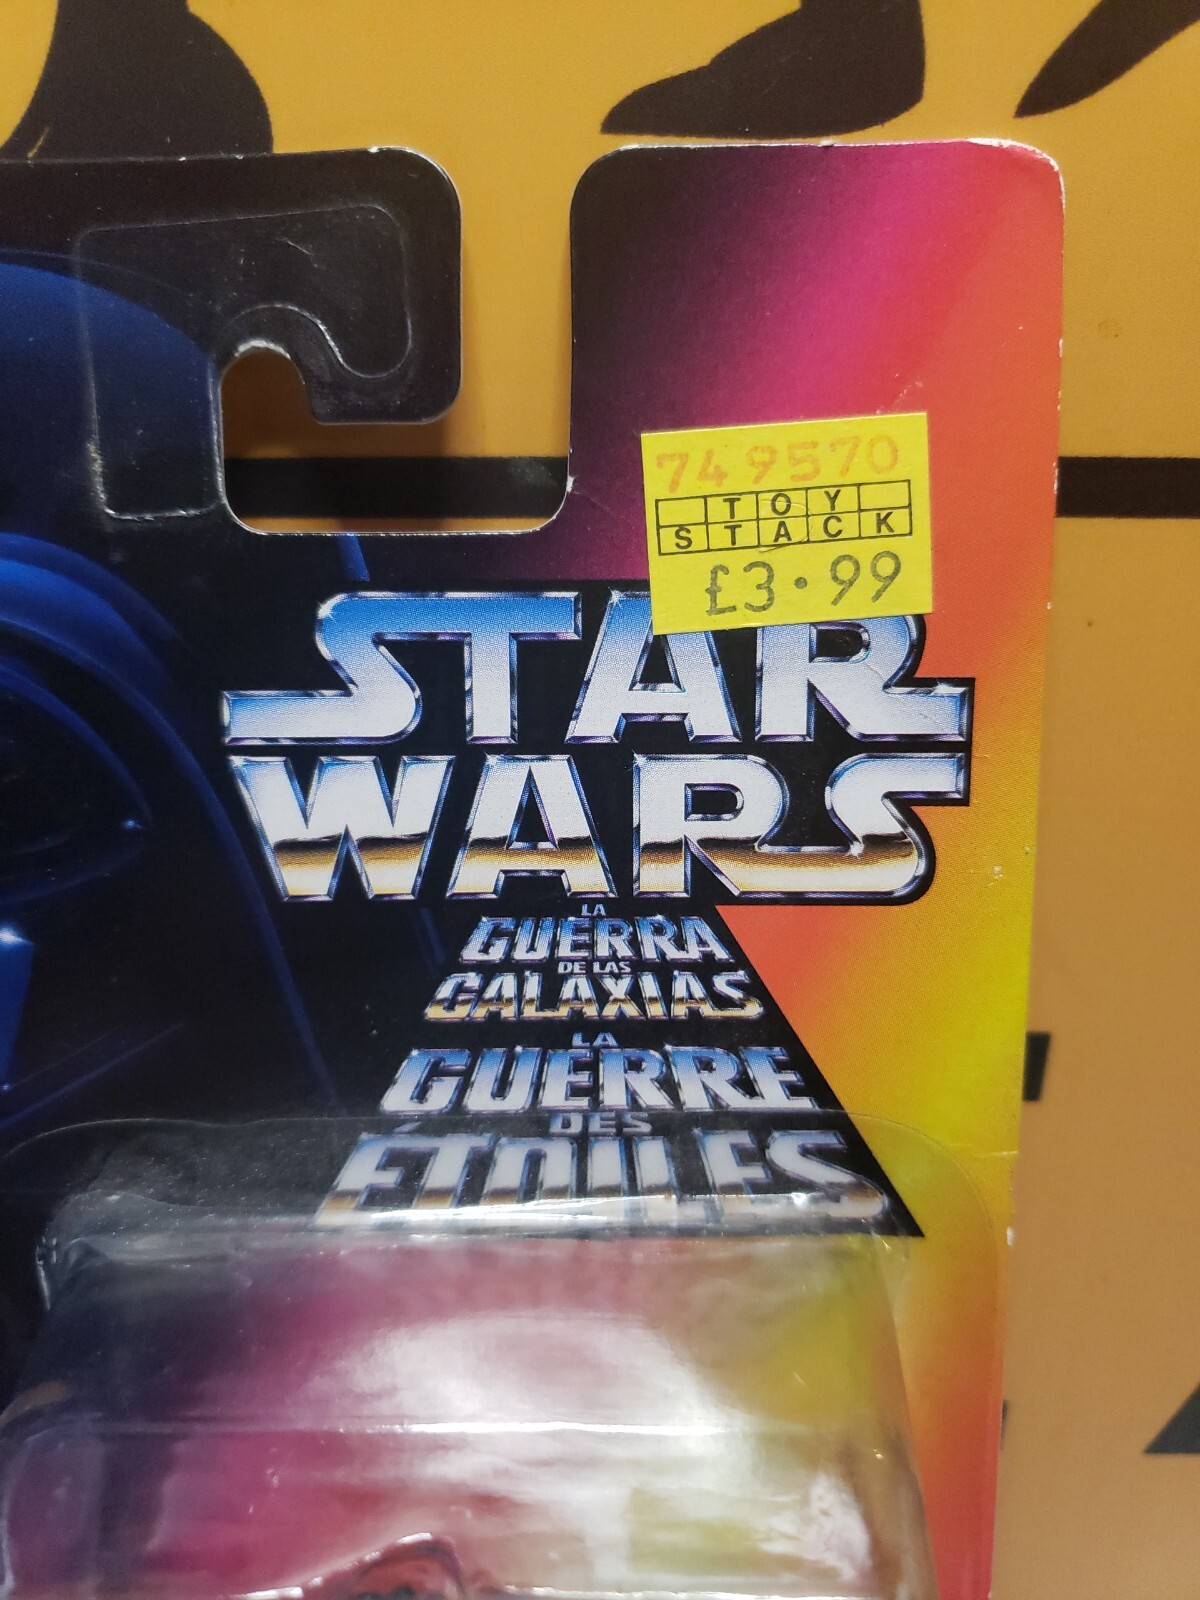 749570
TOY
STACK
£3.99
STAR
WARS
LA
GUERRA
DE LAS
GALAXIAS
LA
GUERRE
DES
ÉTOILES